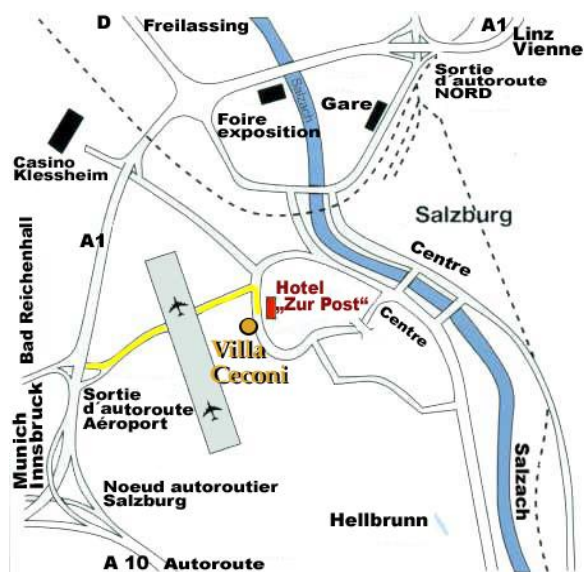 D
Freilassing
A1
Linz
Vienne
Sortie
d'autoroute
NORD
Salzach
Foire
exposition
Gare
Casino
Klessheim
Salzburg
Centre
A1
Bad Reichenhall
Hotel
„Zur Post“
Centre
Villa
Ceconi
Sortie
d´autoroute
Aéroport
Munich
Innsbruck
Noeud autoroutier
Salzburg
Salzach
Hellbrunn
A 10 Autoroute